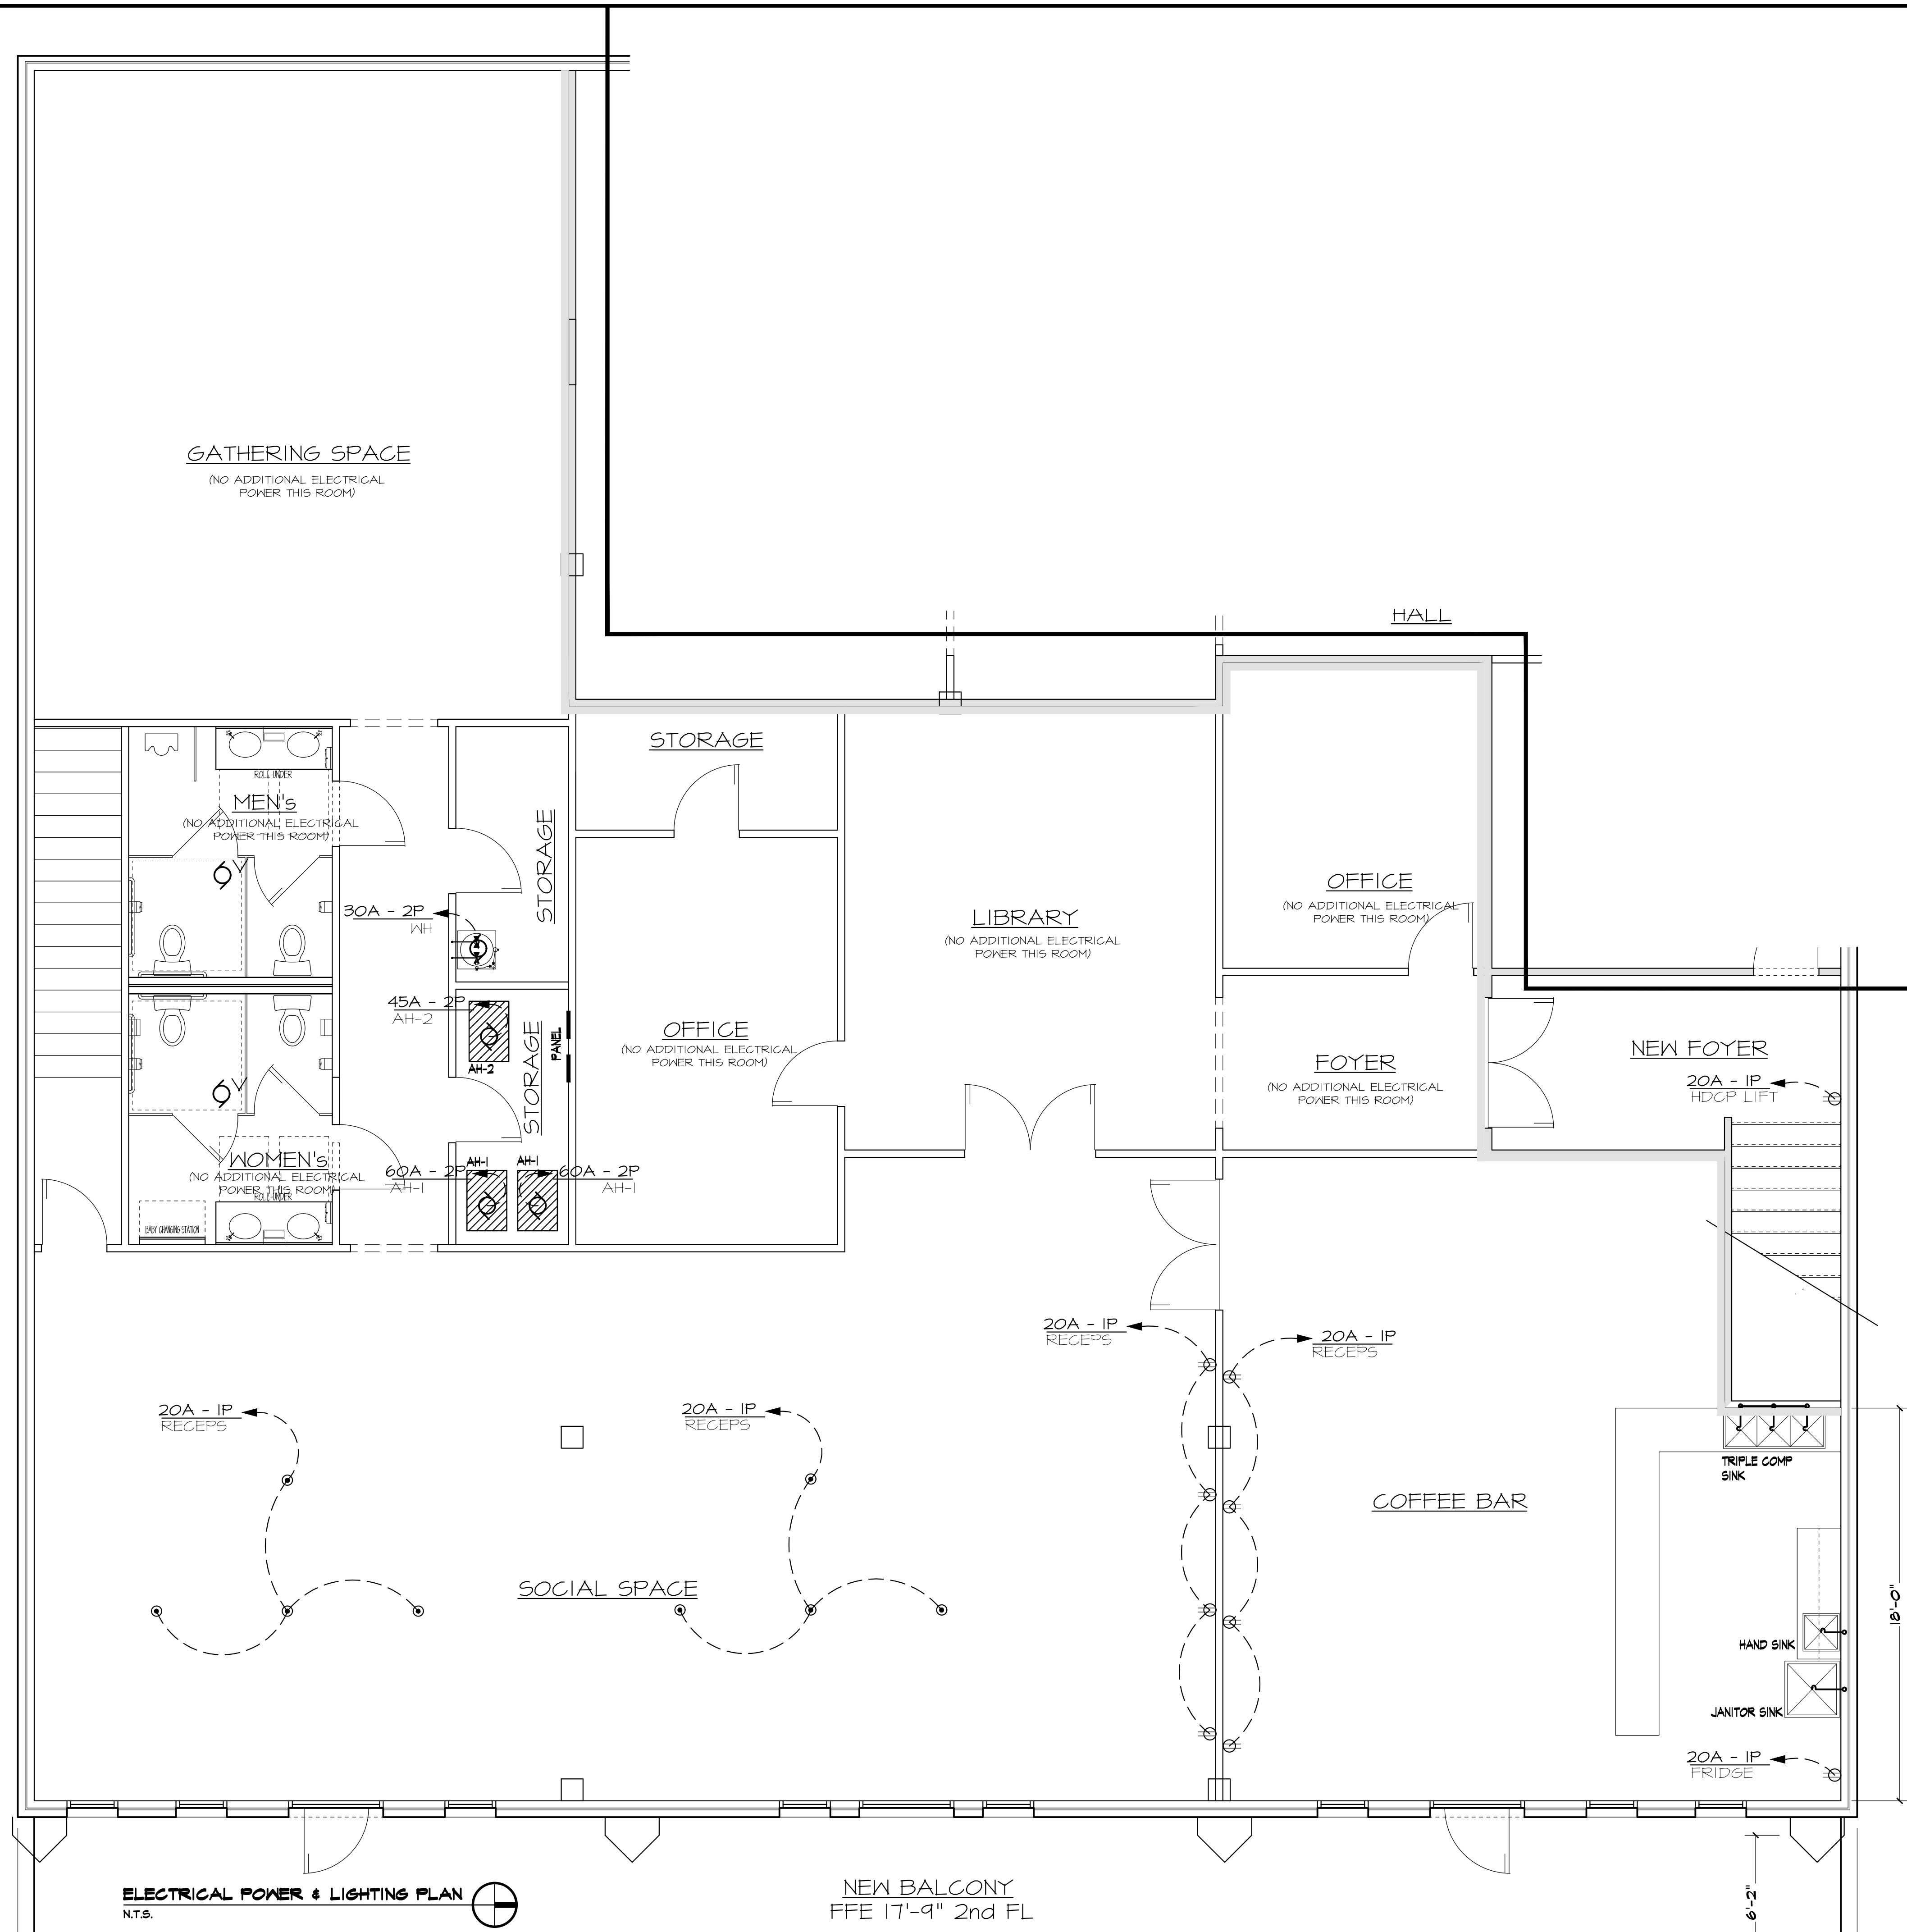 HALL
GATHERING SPACE
(NO ADDITIONAL ELECTRICAL
POWER THIS ROOM)
STORAGE
ROLL-UNDER
MEN's
(NO ADDITIONAL ELECTRICAL
POWER THIS ROOM)
STORAGE
30A - 2P
WH
OFFICE
(NO ADDITIONAL ELECTRICAL
POWER THIS ROOM)
LIBRARY
(NO ADDITIONAL ELECTRICAL
POWER THIS ROOM)
45A - 2P
AH-2
AH-2
STORAGE
PANEL
OFFICE
(NO ADDITIONAL ELECTRICAL
POWER THIS ROOM)
FOYER
(NO ADDITIONAL ELECTRICAL
POWER THIS ROOM)
NEW FOYER
20A - 1P
HDCP LIFT
WOMEN's
(NO ADDITIONAL ELECTRICAL
POWER THIS ROOM)
ROLL-UNDER
BABY CHANGING STATION
60A - 2P
AH-1
AH-1
AH-1
60A - 2P
AH-1
20A - 1P
RECEPS
20A - 1P
RECEPS
20A - 1P
RECEPS
20A - 1P
RECEPS
TRIPLE COMP
SINK
COFFEE BAR
SOCIAL SPACE
18'-0"
HAND SINK
JANITOR SINK
20A - 1P
FRIDGE
ELECTRICAL POWER & LIGHTING PLAN
N.T.S.
NEW BALCONY
FFE 17'-9" 2nd FL
6'-2"